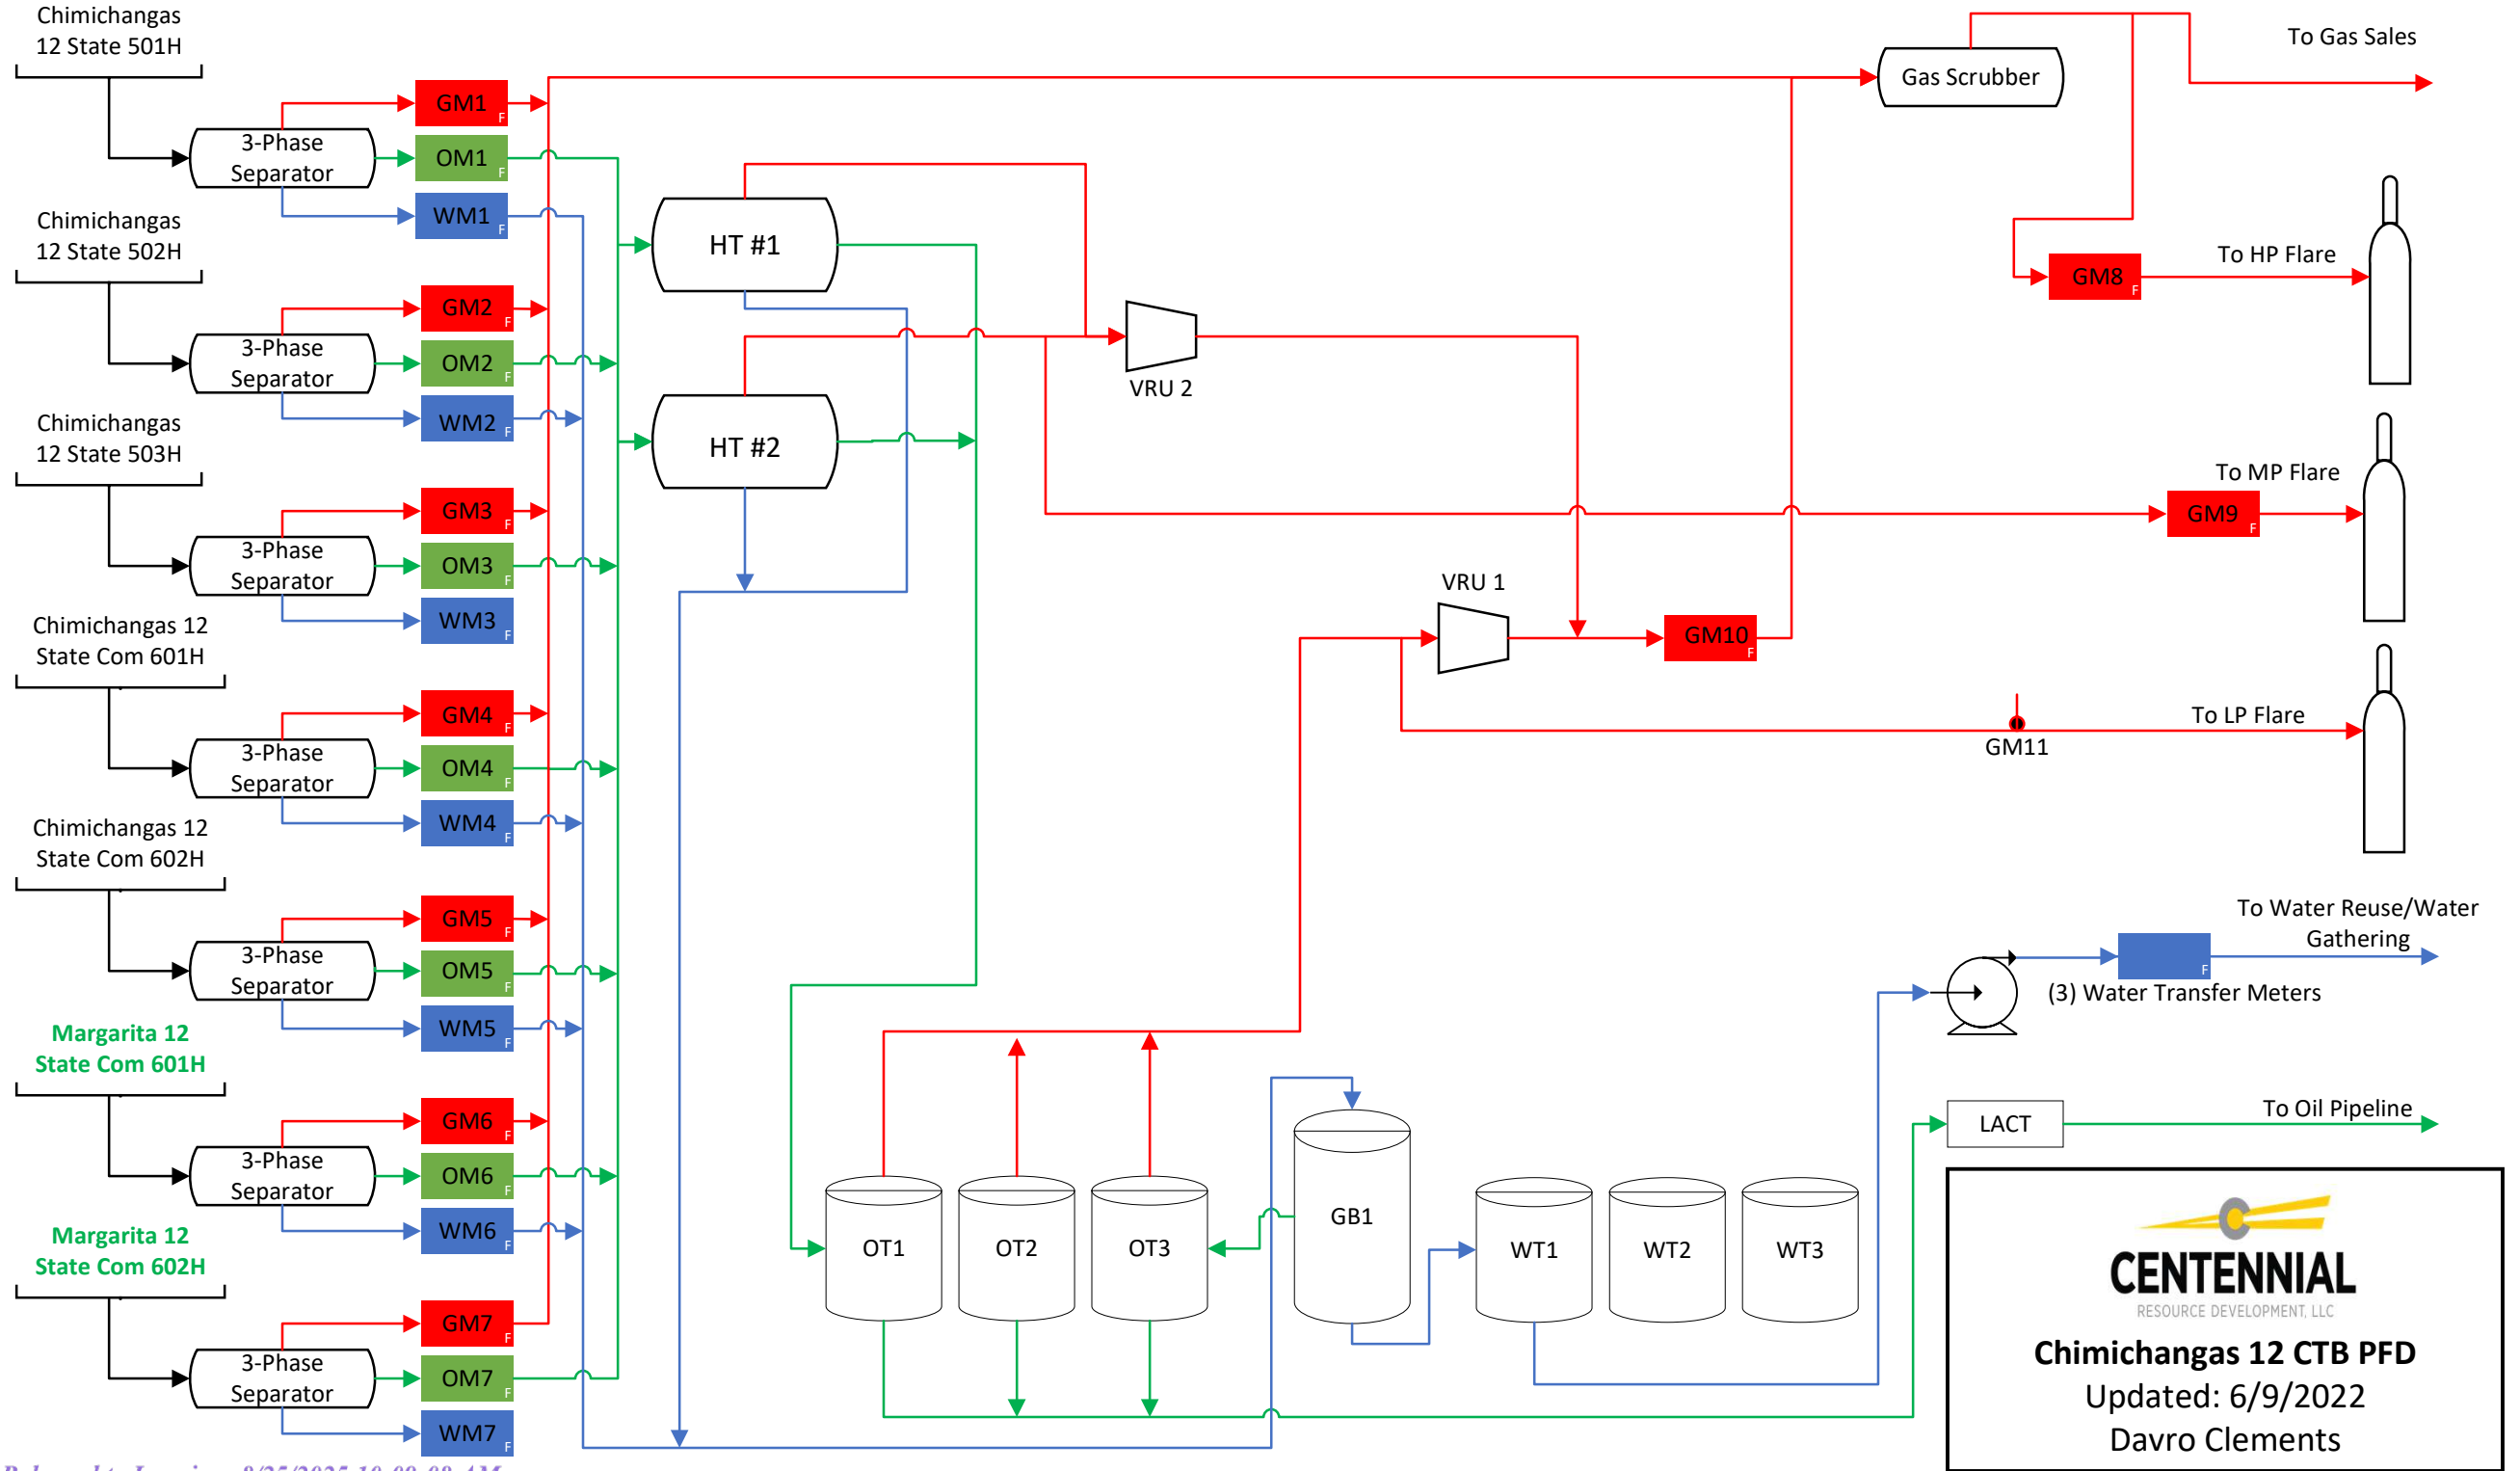 Chimichangas
12 State 501H
3-Phase
Separator
GM1
F
OM1
F
WM1
F
Chimichangas
12 State 502H
3-Phase
Separator
GM2
F
OM2
F
WM2
F
Chimichangas
12 State 503H
3-Phase
Separator
GM3
F
OM3
F
WM3
F
Chimichangas 12
State Com 601H
3-Phase
Separator
GM4
F
OM4
F
WM4
F
Chimichangas 12
State Com 602H
3-Phase
Separator
GM5
F
OM5
F
WM5
F
Margarita 12
State Com 601H
3-Phase
Separator
GM6
F
OM6
F
WM6
F
Margarita 12
State Com 602H
3-Phase
Separator
GM7
F
OM7
F
WM7
F
HT #1
HT #2
VRU 2
VRU 1
GM10
F
Gas Scrubber
To Gas Sales
GM8
F
To HP Flare
GM9
F
To MP Flare
GM11
To LP Flare
To Water Reuse/Water
Gathering
F
(3) Water Transfer Meters
LACT
To Oil Pipeline
OT1
OT2
OT3
GB1
WT1
WT2
WT3
C
CENTENNIAL
RESOURCE DEVELOPMENT, LLC
Chimichangas 12 CTB PFD
Updated: 6/9/2022
Davro Clements
8/25/2025 10:09:08 AM